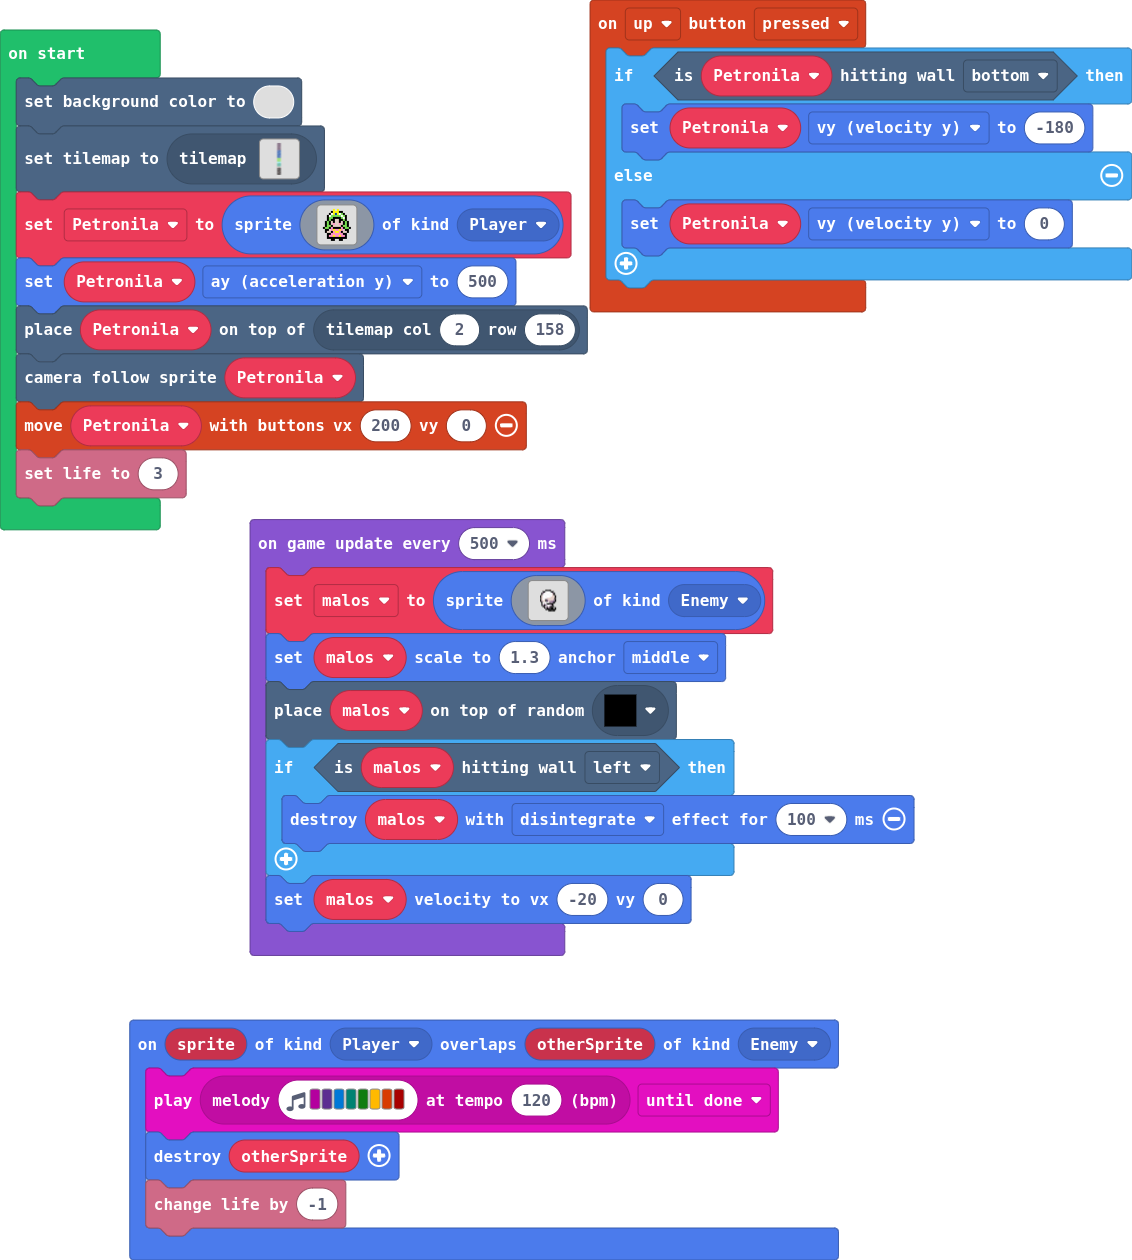 on start
set background color to
set tilemap to tilemap
set Petronila to sprite of kind Player
set Petronila ay (acceleration y) to 500
place Petronila on top of tilemap col 2 row 158
camera follow sprite Petronila
move Petronila with buttons vx 200 vy 0
set life to 3
on up button pressed
if is Petronila hitting wall bottom then
set Petronila vy (velocity y) to -180
else
set Petronila vy (velocity y) to 0
on game update every 500 ms
set malos to sprite of kind Enemy
set malos scale to 1.3 anchor middle
place malos on top of random
if is malos hitting wall left then
destroy malos with disintegrate effect for 100 ms
set malos velocity to vx -20 vy 0
on sprite of kind Player overlaps otherSprite of kind Enemy
play melody at tempo 120 (bpm) until done
destroy otherSprite
change life by -1